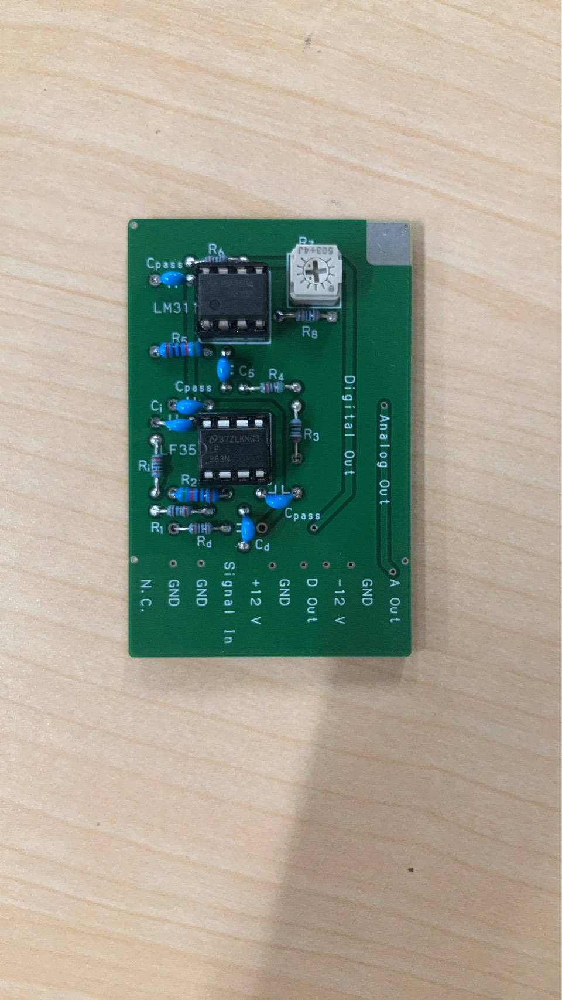 R6
R7
503+4J
Cpass
LM311
R8
R5
C5
R4
Cpass
Ci
37ZLKNG3
LF
353N
LF35
R3
Ri
R2
Cpass
R1
Rd
Cd
Digital Out
Analog Out
N.C.
GND
GND
Signal In
+12 V
GND
D Out
-12 V
GND
A Out